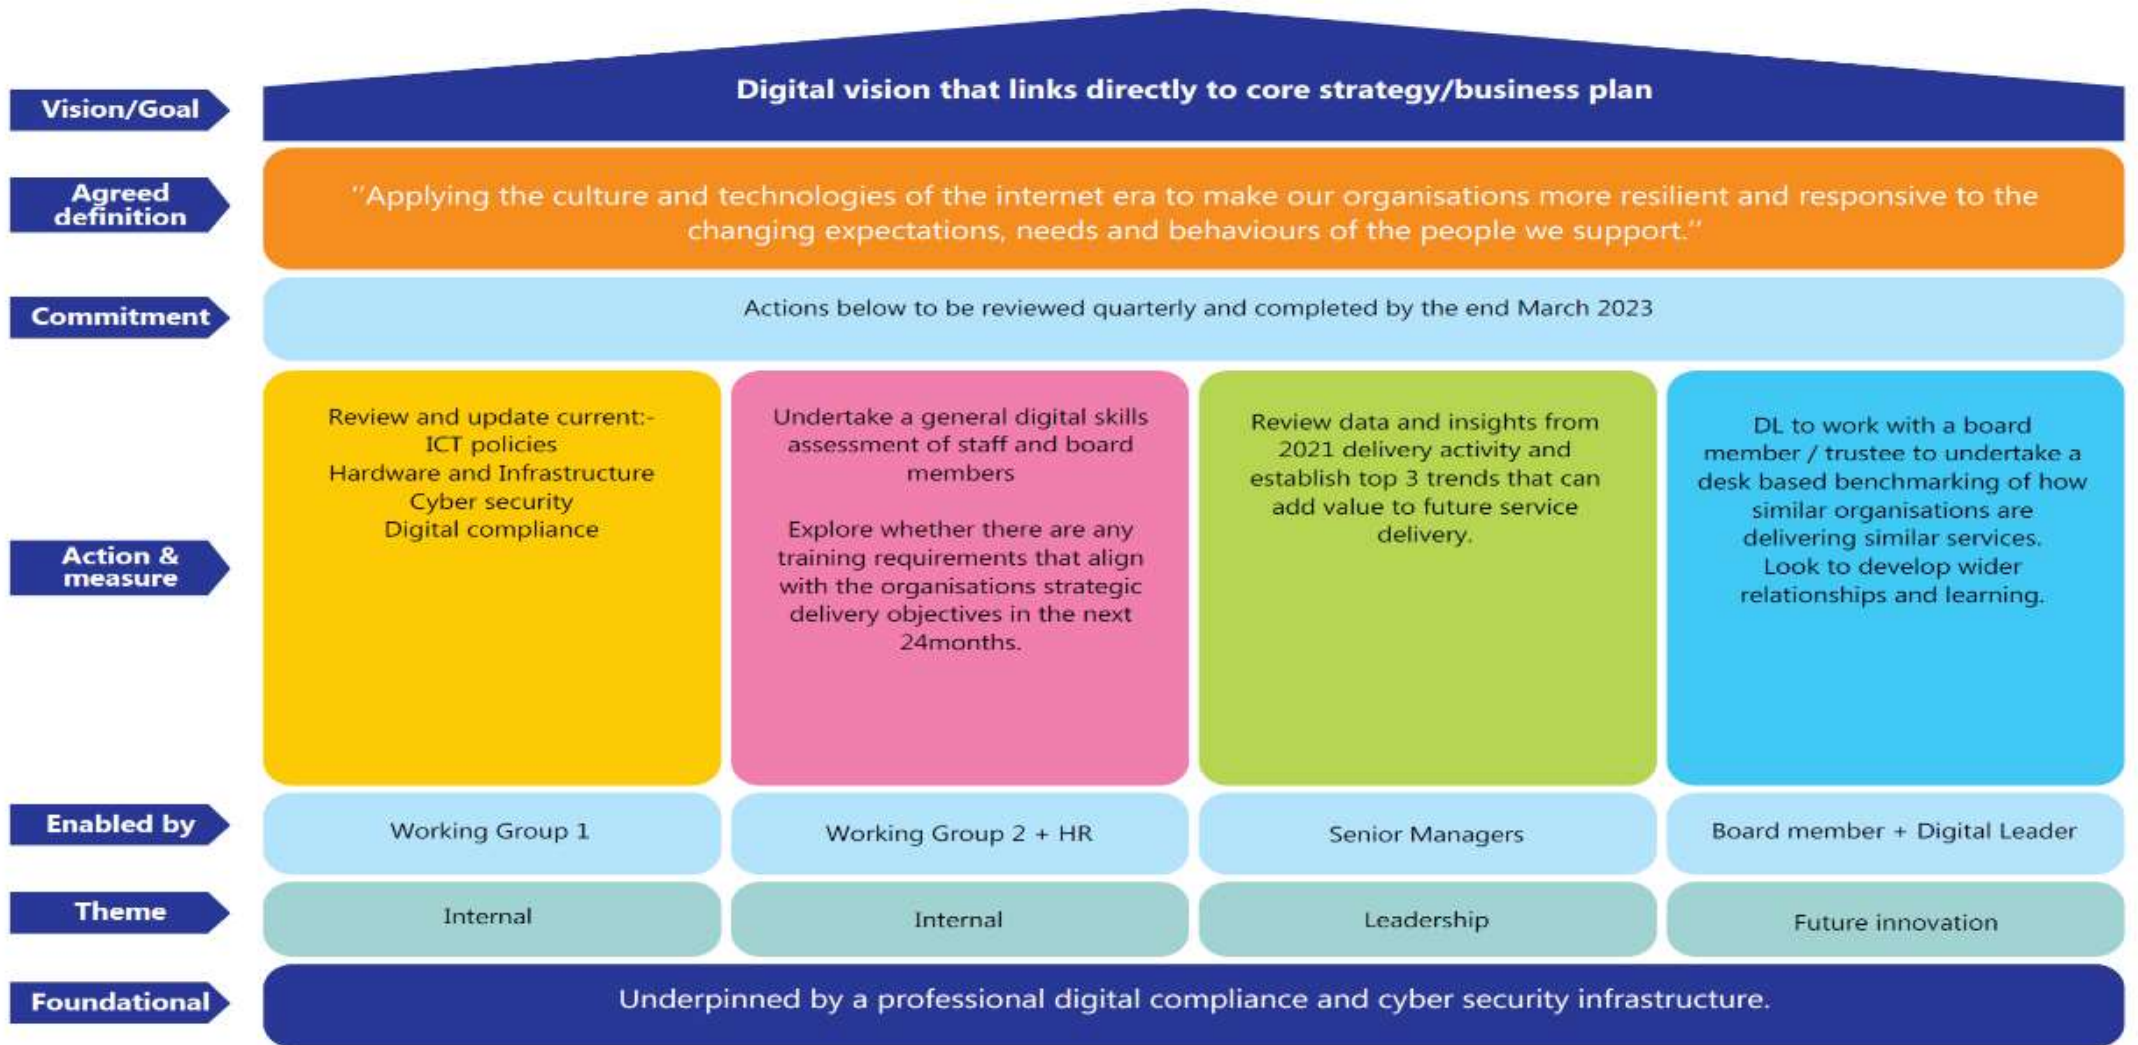 Vision/Goal
Digital vision that links directly to core strategy/business plan
Agreed
definition
"Applying the culture and technologies of the internet era to make our organisations more resilient and responsive to the
changing expectations, needs and behaviours of the people we support."
Commitment
Actions below to be reviewed quarterly and completed by the end March 2023
Action &
measure
Review and update current:-
ICT policies
Hardware and Infrastructure
Cyber security
Digital compliance
Undertake a general digital skills
assessment of staff and board
members
Explore whether there are any
training requirements that align
with the organisations strategic
delivery objectives in the next
24months.
Review data and insights from
2021 delivery activity and
establish top 3 trends that can
add value to future service
delivery.
DL to work with a board
member / trustee to undertake a
desk based benchmarking of how
similar organisations are
delivering similar services.
Look to develop wider
relationships and learning.
Enabled by
Working Group 1
Working Group 2 + HR
Senior Managers
Board member + Digital Leader
Theme
Internal
Internal
Leadership
Future innovation
Foundational
Underpinned by a professional digital compliance and cyber security infrastructure.